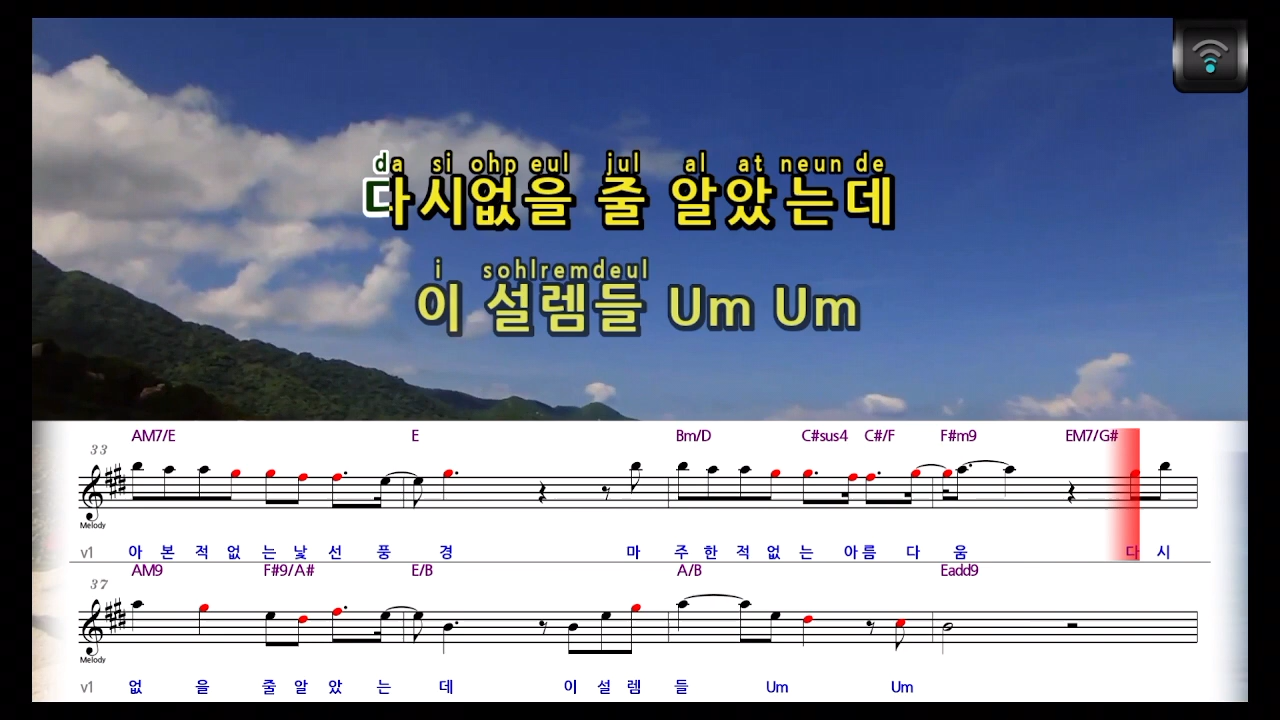 da si ohp eul jul al at neun de
다시없을 줄 알았는데
i sohlremdeul
이 설렘들 Um Um
AM7/E E Bm/D C#sus4 C#/F F#m9 EM7/G#
33
Melody
v1 아 본 적 없 는 낯 선 풍 경 마 주 한 적 없 는 아 름 다 움 다 시
AM9 F#9/A# E/B A/B Eadd9
37
Melody
v1 없 을 줄 알 았 는 데 이 설 렘 들 Um Um